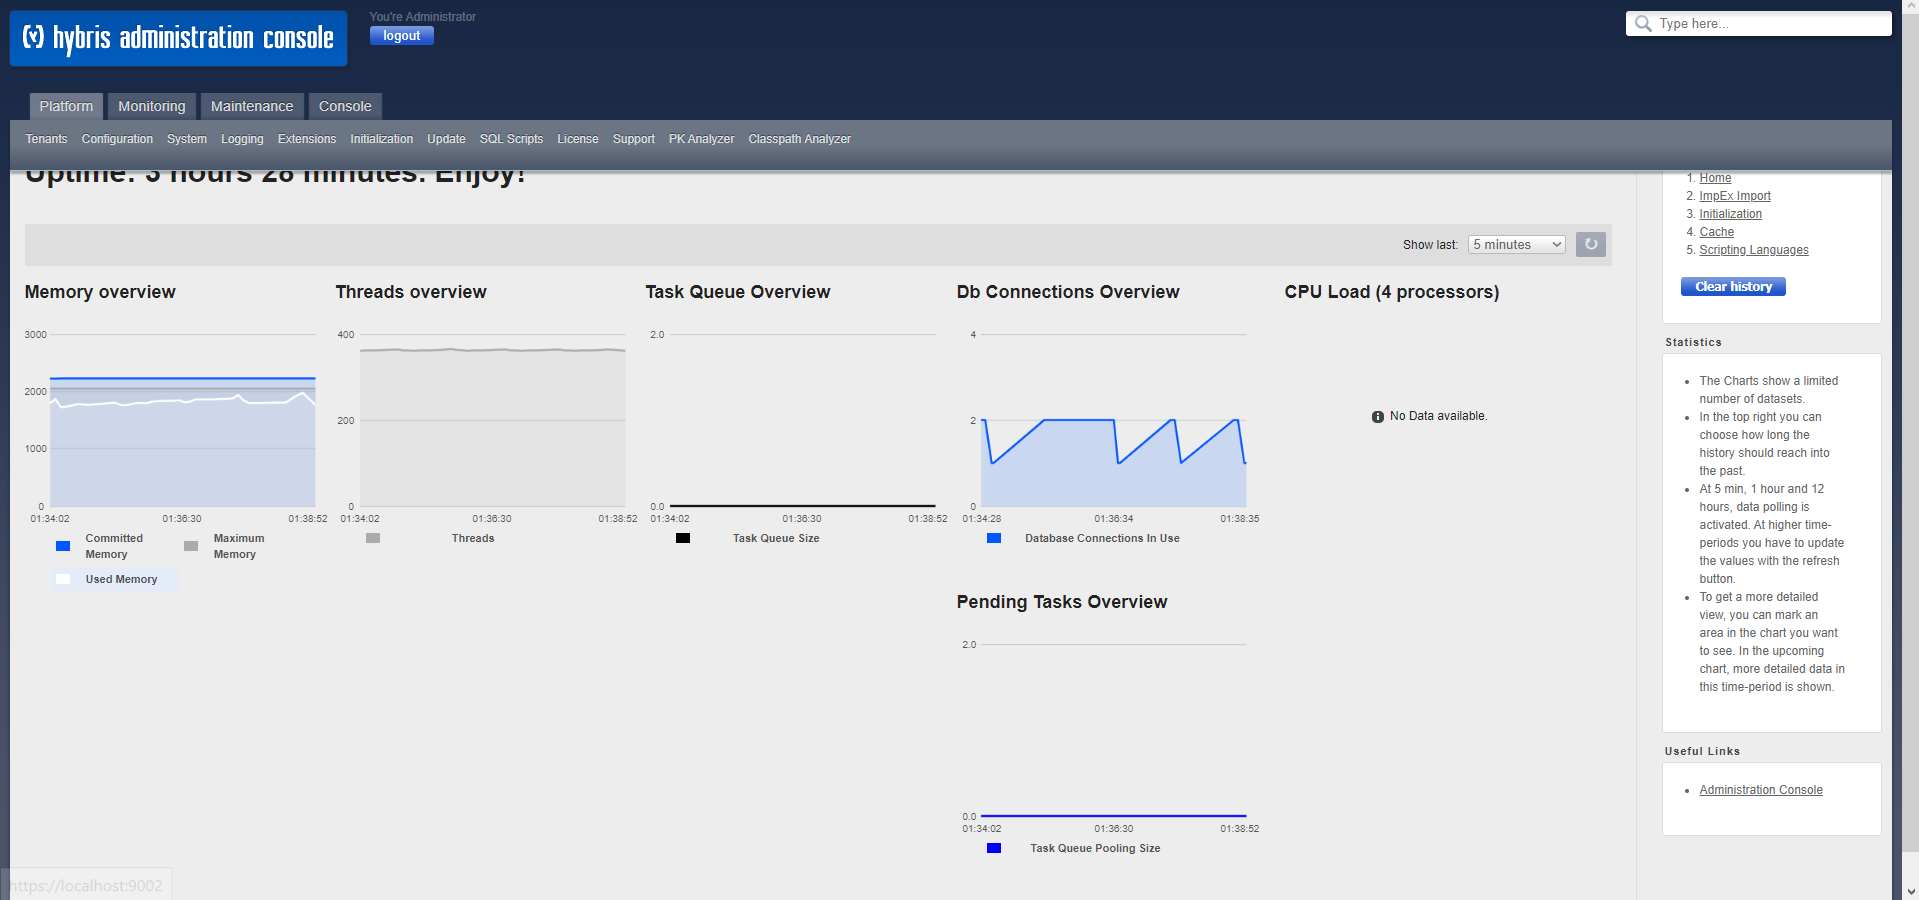 hybris administration console
You're Administrator
logout
Type here...
Platform Monitoring Maintenance Console
Tenants Configuration System Logging Extensions Initialization Update SQL Scripts License Support PK Analyzer Classpath Analyzer
Uptime: 3 hours 28 minutes. Enjoy!
Show last: 5 minutes
Memory overview
3000
2000
1000
0
01:34:02 01:36:30 01:38:52
Committed Memory
Maximum Memory
Used Memory
Threads overview
400
200
0
01:34:02 01:36:30 01:38:52
Threads
Task Queue Overview
2.0
0.0
01:34:02 01:36:30 01:38:52
Task Queue Size
Db Connections Overview
4
2
0
01:34:28 01:36:34 01:38:35
Database Connections In Use
CPU Load (4 processors)
No Data available.
Pending Tasks Overview
2.0
0.0
01:34:02 01:36:30 01:38:52
Task Queue Pooling Size
1. Home
2. ImpEx Import
3. Initialization
4. Cache
5. Scripting Languages
Clear history
Statistics
The Charts show a limited
number of datasets.
In the top right you can
choose how long the
history should reach into
the past.
At 5 min, 1 hour and 12
hours, data polling is
activated. At higher time-
periods you have to update
the values with the refresh
button.
To get a more detailed
view, you can mark an
area in the chart you want
to see. In the upcoming
chart, more detailed data in
this time-period is shown.
Useful Links
Administration Console
https://localhost:9002